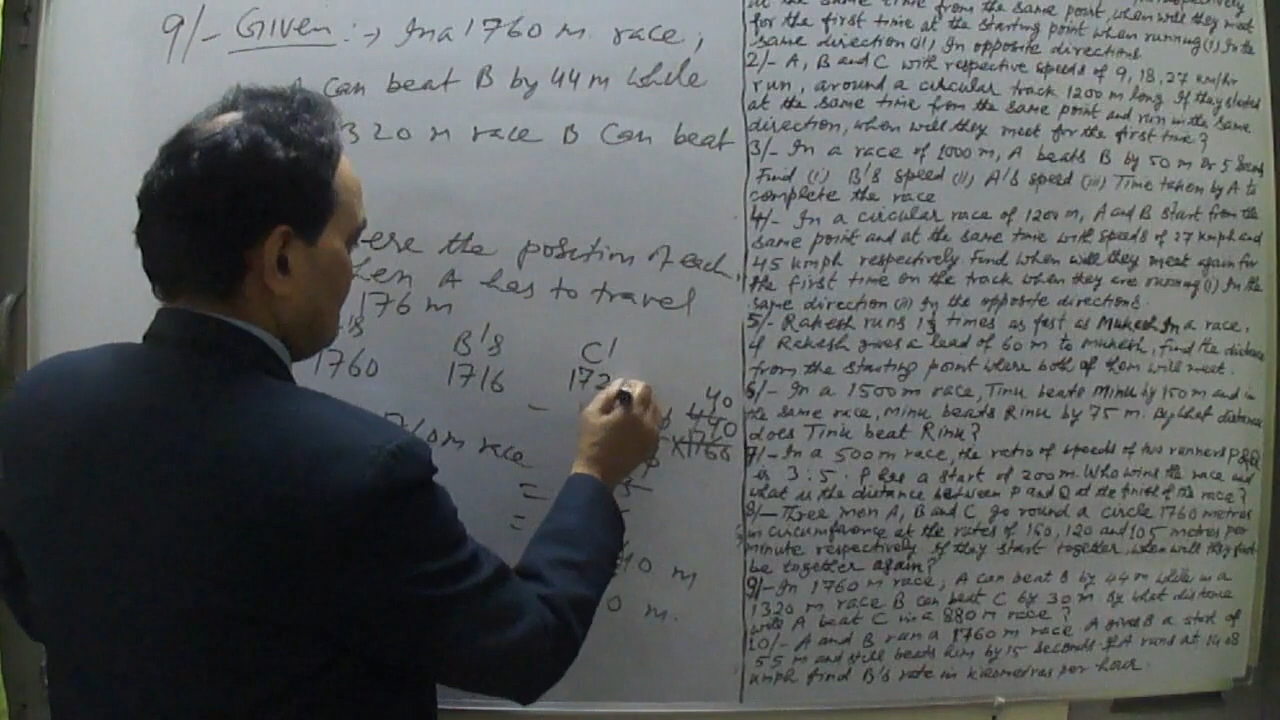 9/- Given :→ In a 1760 m race,
A can beat B by 44 m while
1320 m race B can beat
ere the position of each
hen A has to travel
176 m
's B's C'
1760 1716 172
40
440
1760
m race
= 5
=
40 m
0 m.
at the same time from the same point, when will they meet
for the first time at the starting point when running (i) In the
same direction (ii) In opposite directions
2/- A, B and C with respective speeds of 9, 18, 27 km/hr
run, around a circular track 1200 m long If they started
at the same time from the same point and run in the same
direction, when will they meet for the first time?
3/- In a race of 1000 m, A beats B by 50 m or 5 Seconds
Find (i) B's speed (ii) A's speed (iii) Time taken by A to
complete the race
4/- In a circular race of 1200 m, A and B start from the
same point and at the same time with speeds of 27 kmph and
45 kmph respectively Find when will they meet again for
the first time on the track when they are running (i) In the
same direction (ii) In the opposite directions.
5/- Rakesh runs 1 times as fast as Mukesh In a race,
Rakesh gives a lead of 60 m to mukesh, find the distance
from the starting point where both of them will meet.
6/- In a 1500 m race, Tinu beats Minu by 150 m and in
the same race, Minu beats Rinu by 75 m. By what distance
does Tinu beat Rinu?
7/- In a 500 m race, the ratio of speeds of two runners P & Q
is 3 : 5 . P has a start of 200 m. Who wins the race and
what is the distance between P and Q at the finish of the race?
8/- Three men A, B and C go round a circle 1760 metres
in circumference at the rates of 160, 120 and 105 metres per
minute respectively If they start together, when will they first
be together again?
9/- In 1760 m race, A can beat B by 44 m while in a
1320 m race B can beat C by 30 m By what distance
will A beat C in a 880 m race?
10/- A and B run a 1760 m race A gives B a start of
55 m and still beats him by 15 seconds If A runs at 14.08
kmph find B's rate in kilometres per hour.